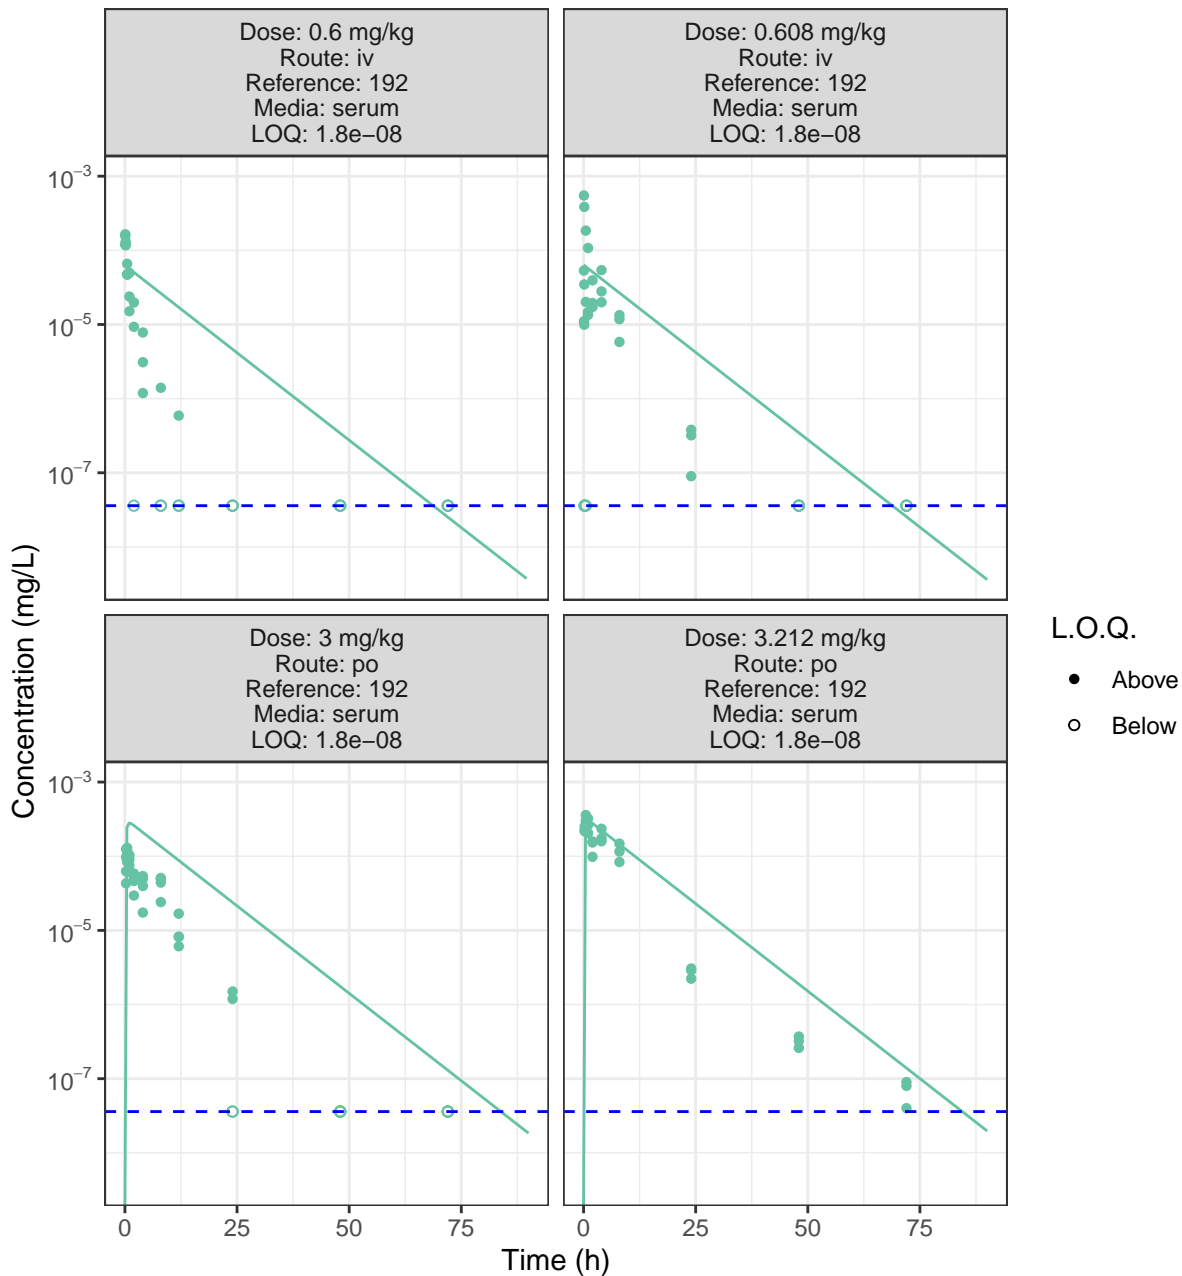 Dose: 0.6 mg/kg
Route: iv
Reference: 192
Media: serum
LOQ: 1.8e−08
Dose: 0.608 mg/kg
Route: iv
Reference: 192
Media: serum
LOQ: 1.8e−08
10⁻³
10⁻⁵
10⁻⁷
Dose: 3 mg/kg
Route: po
Reference: 192
Media: serum
LOQ: 1.8e−08
Dose: 3.212 mg/kg
Route: po
Reference: 192
Media: serum
LOQ: 1.8e−08
10⁻³
10⁻⁵
10⁻⁷
0 25 50 75
0 25 50 75
Time (h)
Concentration (mg/L)
L.O.Q.
Above
Below